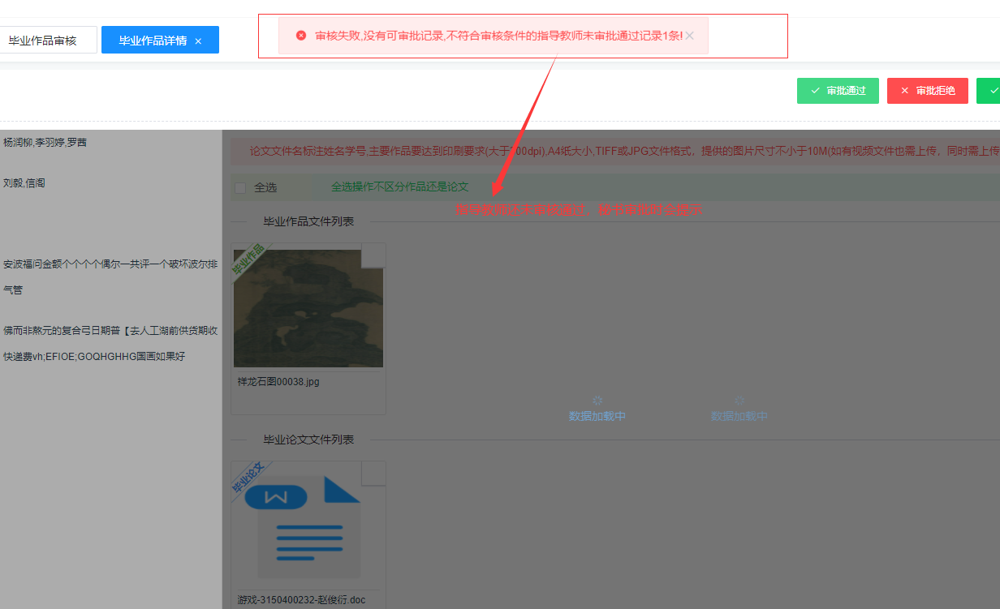 毕业作品审核
毕业作品详情 ×
审核失败,没有可审批记录,不符合审核条件的指导教师未审批通过记录1条!
审批通过
审批拒绝
杨润柳,李羽婷,罗茜
刘毅,信阁
论文文件名标注姓名学号,主要作品要达到印刷要求(大于300dpi),A4纸大小,TIFF或JPG文件格式，提供的图片尺寸不小于10M(如有视频文件也需上传，同时需上传
全选
全选操作不区分作品还是论文
指导教师还未审核通过，秘书审批时会提示
毕业作品文件列表
毕业作品
安波福问金额个个个个偶尔一共评一个破坏波尔排
气管
佛而非熬元的复合弓日期普【去人工湖前供货期收
快递费vh;EFIOE;GOQHGHHG国画如果好
祥龙石图00038.jpg
数据加载中
数据加载中
毕业论文文件列表
毕业论文
游戏-3150400232-赵俊衍.doc